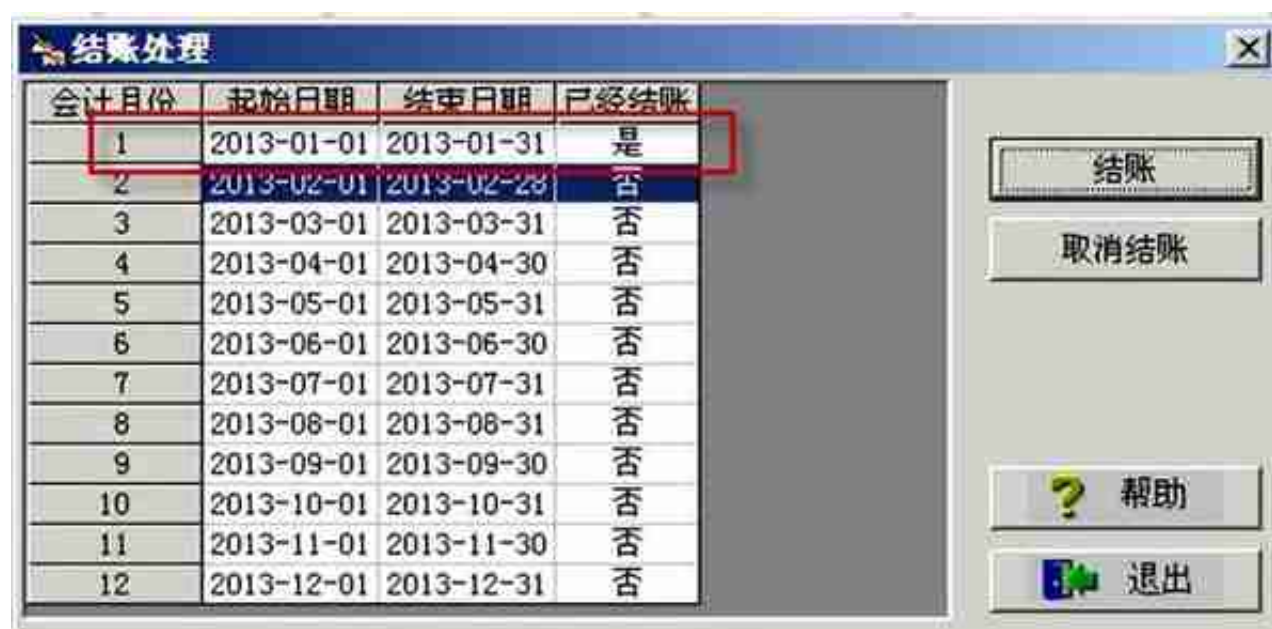 结账处理
会计月份 起始日期 结束日期 已经结账
1 2013-01-01 2013-01-31 是
2 2013-02-01 2013-02-28 否
3 2013-03-01 2013-03-31 否
4 2013-04-01 2013-04-30 否
5 2013-05-01 2013-05-31 否
6 2013-06-01 2013-06-30 否
7 2013-07-01 2013-07-31 否
8 2013-08-01 2013-08-31 否
9 2013-09-01 2013-09-30 否
10 2013-10-01 2013-10-31 否
11 2013-11-01 2013-11-30 否
12 2013-12-01 2013-12-31 否
结账
取消结账
? 帮助
退出